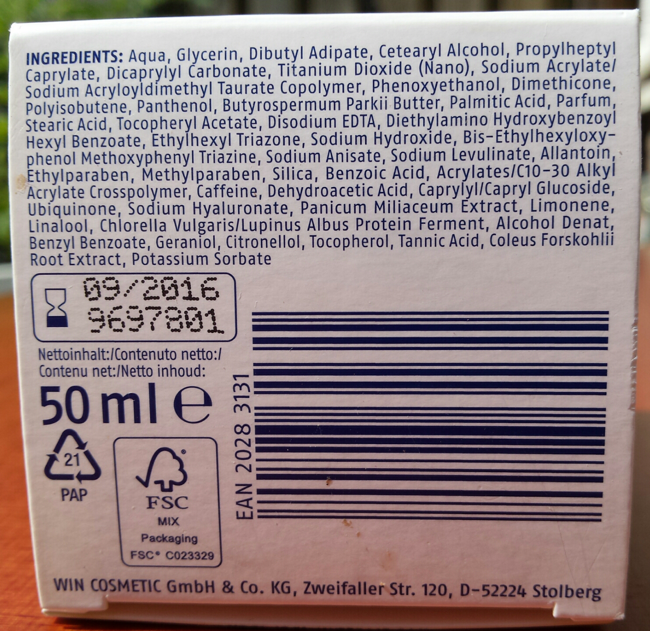 INGREDIENTS: Aqua, Glycerin, Dibutyl Adipate, Cetearyl Alcohol, Propylheptyl
Caprylate, Dicaprylyl Carbonate, Titanium Dioxide (Nano), Sodium Acrylate/
Sodium Acryloyldimethyl Taurate Copolymer, Phenoxyethanol, Dimethicone,
Polyisobutene, Panthenol, Butyrospermum Parkii Butter, Palmitic Acid, Parfum,
Stearic Acid, Tocopheryl Acetate, Disodium EDTA, Diethylamino Hydroxybenzoyl
Hexyl Benzoate, Ethylhexyl Triazone, Sodium Hydroxide, Bis-Ethylhexyloxy-
phenol Methoxyphenyl Triazine, Sodium Anisate, Sodium Levulinate, Allantoin,
Ethylparaben, Methylparaben, Silica, Benzoic Acid, Acrylates/C10-30 Alkyl
Acrylate Crosspolymer, Caffeine, Dehydroacetic Acid, Caprylyl/Capryl Glucoside,
Ubiquinone, Sodium Hyaluronate, Panicum Miliaceum Extract, Limonene,
Linalool, Chlorella Vulgaris/Lupinus Albus Protein Ferment, Alcohol Denat,
Benzyl Benzoate, Geraniol, Citronellol, Tocopherol, Tannic Acid, Coleus Forskohlii
Root Extract, Potassium Sorbate
09/2016
9697801
Nettoinhalt:/Contenuto netto:/
Contenu net:/Netto inhoud:
50 ml ℮
21
PAP
FSC
MIX
Packaging
FSC® C023329
EAN 2028 3131
WIN COSMETIC GmbH & Co. KG, Zweifaller Str. 120, D-52224 Stolberg